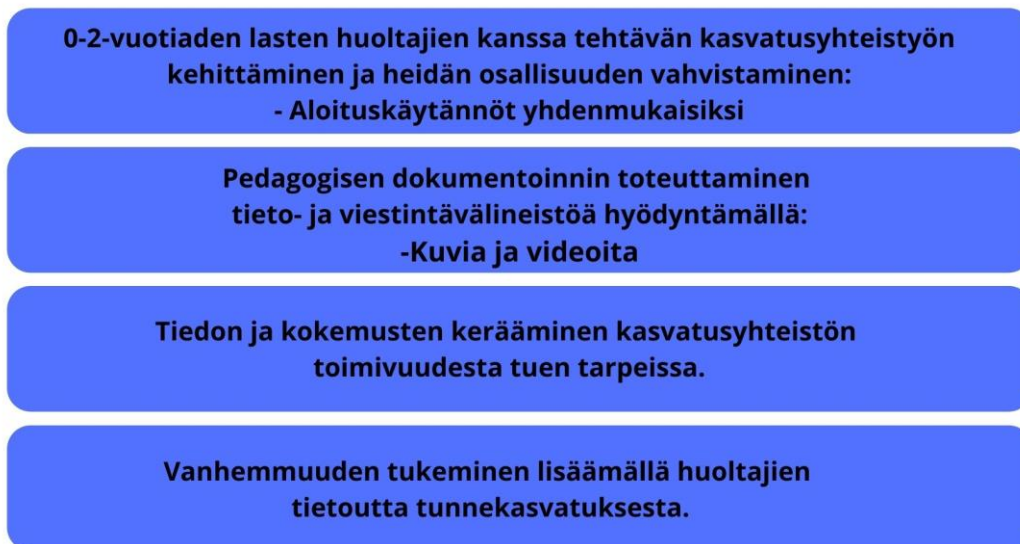 0-2-vuotiaden lasten huoltajien kanssa tehtävän kasvatusyhteistyön
kehittäminen ja heidän osallisuuden vahvistaminen:
- Aloituskäytännöt yhdenmukaisiksi
Pedagogisen dokumentoinnin toteuttaminen
tieto- ja viestintävälineistöä hyödyntämällä:
-Kuvia ja videoita
Tiedon ja kokemusten kerääminen kasvatusyhteistön
toimivuudesta tuen tarpeissa.
Vanhemmuuden tukeminen lisäämällä huoltajien
tietoutta tunnekasvatuksesta.